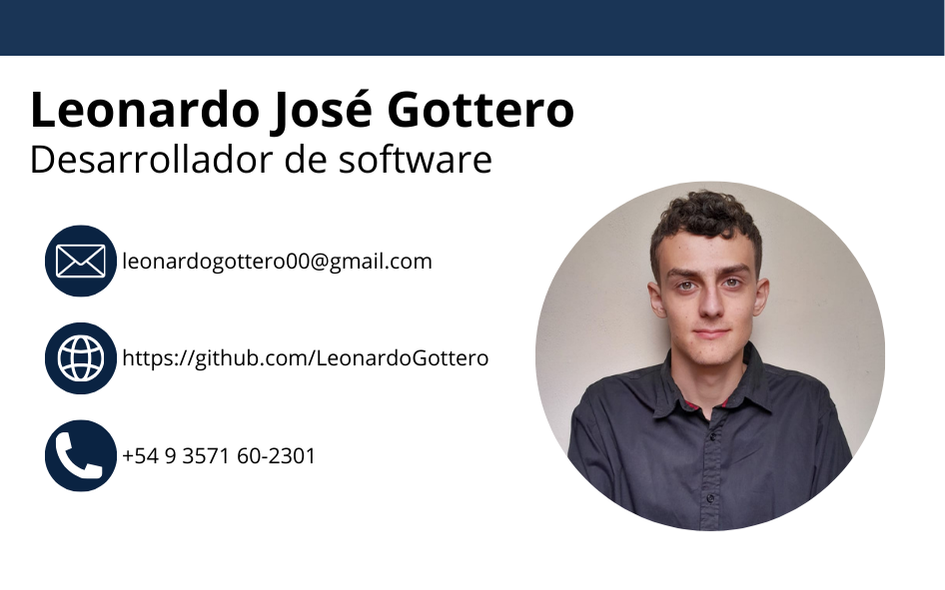 Leonardo José Gottero
Desarrollador de software
leonardogottero00@gmail.com
https://github.com/LeonardoGottero
+54 9 3571 60-2301